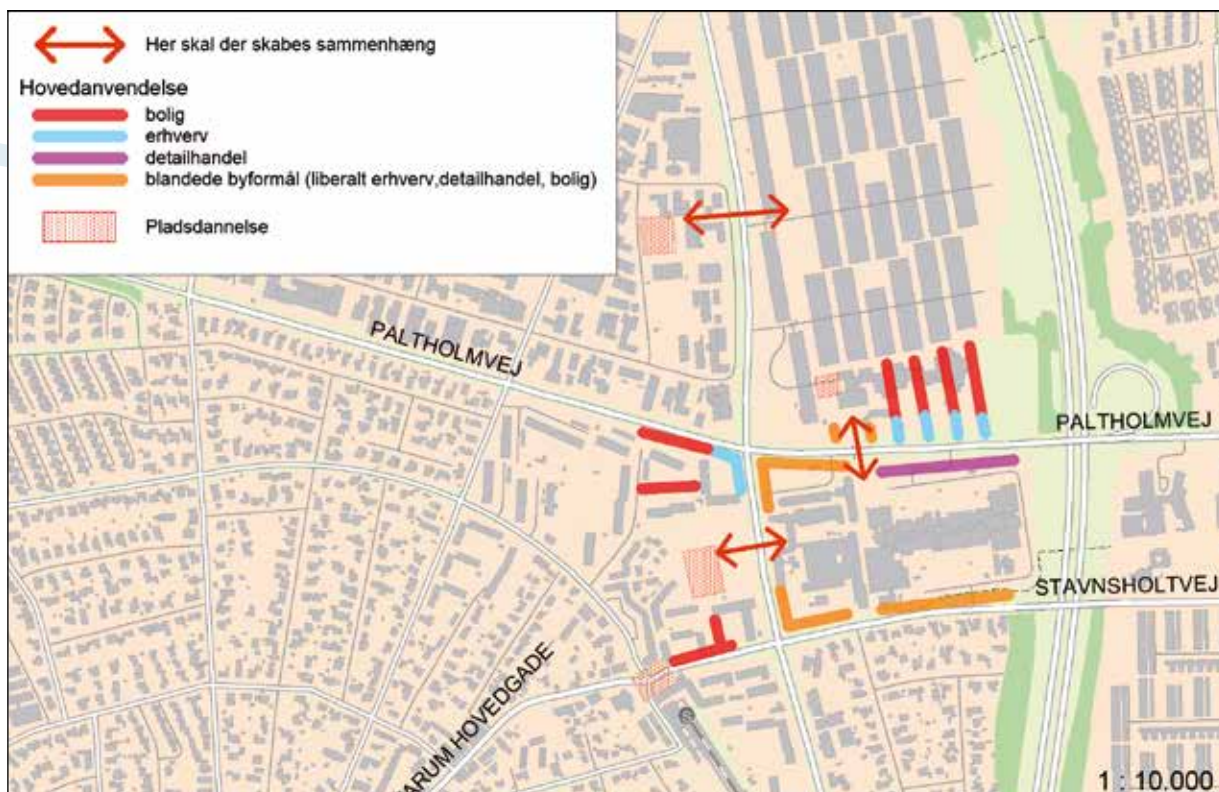 Her skal der skabes sammenhæng
Hovedanvendelse
bolig
erhverv
detailhandel
blandede byformål (liberalt erhverv,detailhandel, bolig)
Pladsdannelse
PALTHOLMVEJ
PALTHOLMVEJ
STAVNSHOLTVEJ
ARUM HOVEDGADE
1 : 10.000